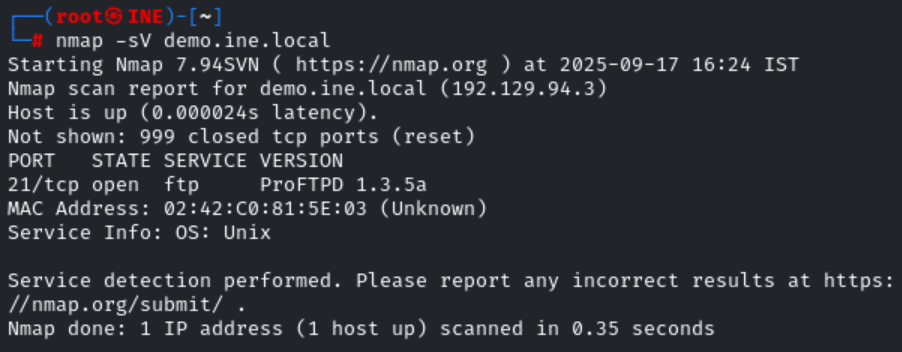 ┌──(root㉿INE)-[~]
└─# nmap -sV demo.ine.local
Starting Nmap 7.94SVN ( https://nmap.org ) at 2025-09-17 16:24 IST
Nmap scan report for demo.ine.local (192.129.94.3)
Host is up (0.000024s latency).
Not shown: 999 closed tcp ports (reset)
PORT   STATE SERVICE VERSION
21/tcp open  ftp     ProFTPD 1.3.5a
MAC Address: 02:42:C0:81:5E:03 (Unknown)
Service Info: OS: Unix

Service detection performed. Please report any incorrect results at https:
//nmap.org/submit/ .
Nmap done: 1 IP address (1 host up) scanned in 0.35 seconds